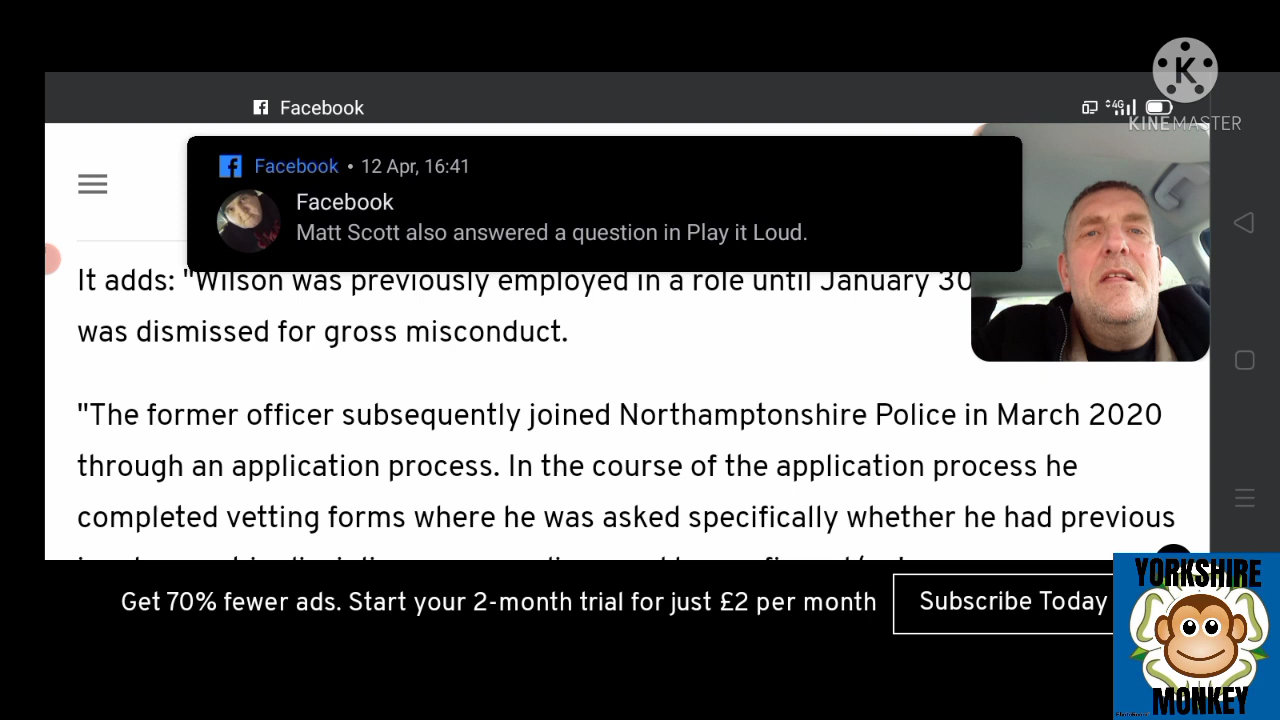 K
KINEMASTER
Facebook
4G
Facebook • 12 Apr, 16:41
Facebook
Matt Scott also answered a question in Play it Loud.
It adds: "Wilson was previously employed in a role until January 30
was dismissed for gross misconduct.
"The former officer subsequently joined Northamptonshire Police in March 2020
through an application process. In the course of the application process he
completed vetting forms where he was asked specifically whether he had previous
Get 70% fewer ads. Start your 2-month trial for just £2 per month
Subscribe Today
YORKSHIRE
MONKEY